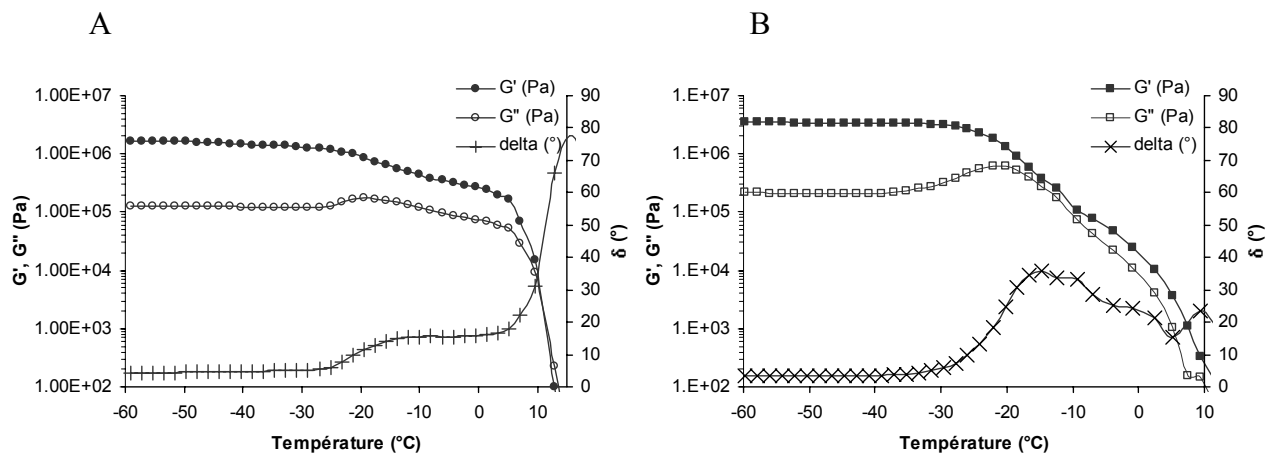 A
B
G' (Pa)
G" (Pa)
delta (°)
1.00E+07
1.00E+06
1.00E+05
1.00E+04
1.00E+03
1.00E+02
G', G" (Pa)
90
80
70
60
50
40
30
20
10
0
δ (°)
-60 -50 -40 -30 -20 -10 0 10
Température (°C)
G' (Pa)
G" (Pa)
delta (°)
1.E+07
1.E+06
1.E+05
1.E+04
1.E+03
1.E+02
G', G" (Pa)
90
80
70
60
50
40
30
20
10
0
δ (°)
-60 -50 -40 -30 -20 -10 0 10
Température (°C)